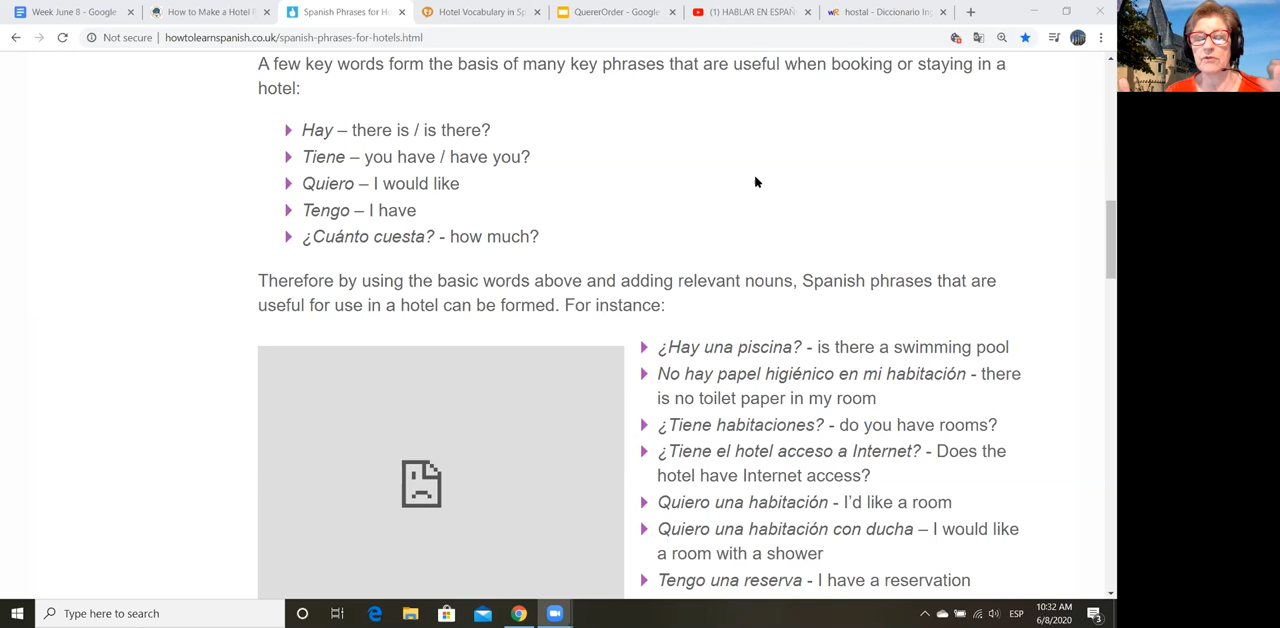 Week June 8 - Google
How to Make a Hotel R
Spanish Phrases for Ho
Hotel Vocabulary in Sp
QuererOrder - Google
(1) HABLAR EN ESPAÑ
WR hostal - Diccionario In
Not secure | howtolearnspanish.co.uk/spanish-phrases-for-hotels.html
A few key words form the basis of many key phrases that are useful when booking or staying in a
hotel:
Hay – there is / is there?
Tiene – you have / have you?
Quiero – I would like
Tengo – I have
¿Cuánto cuesta? - how much?
Therefore by using the basic words above and adding relevant nouns, Spanish phrases that are
useful for use in a hotel can be formed. For instance:
¿Hay una piscina? - is there a swimming pool
No hay papel higiénico en mi habitación - there
is no toilet paper in my room
¿Tiene habitaciones? - do you have rooms?
¿Tiene el hotel acceso a Internet? - Does the
hotel have Internet access?
Quiero una habitación - I'd like a room
Quiero una habitación con ducha – I would like
a room with a shower
Tengo una reserva - I have a reservation
Type here to search
ESP
10:32 AM
6/8/2020
3